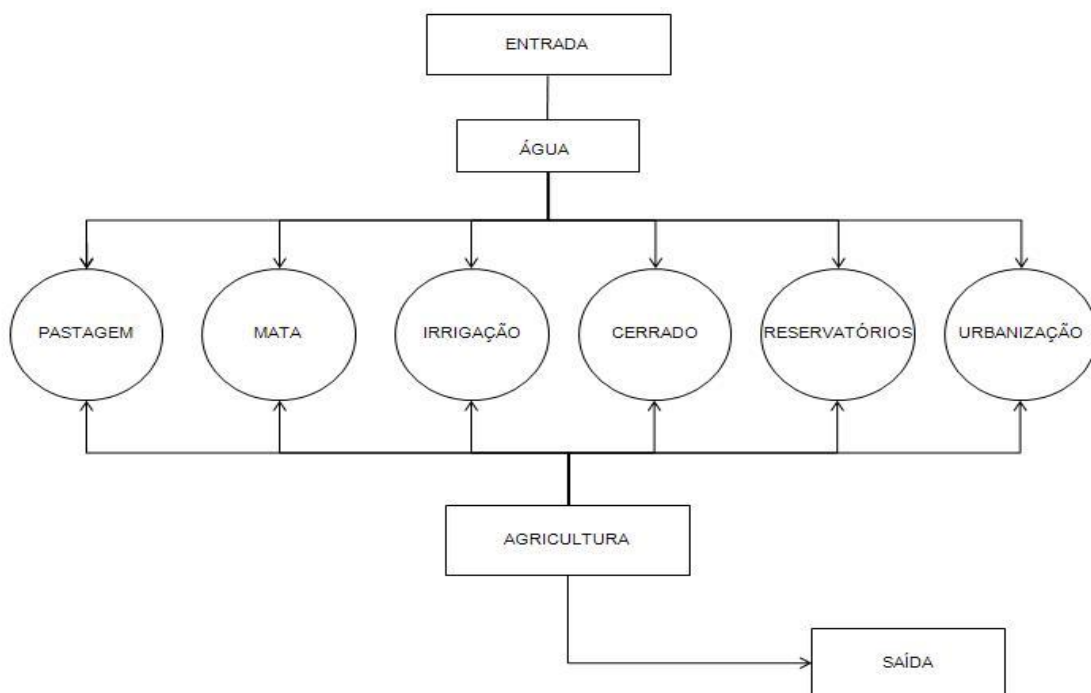 ENTRADA
ÁGUA
PASTAGEM
MATA
IRRIGAÇÃO
CERRADO
RESERVATÓRIOS
URBANIZAÇÃO
AGRICULTURA
SAÍDA